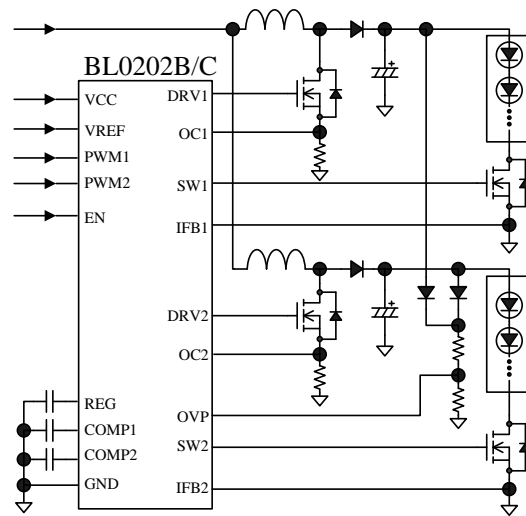 BL0202B/C
VCC
VREF
PWM1
PWM2
EN
REG
COMP1
COMP2
GND
DRV1
OC1
SW1
IFB1
DRV2
OC2
OVP
SW2
IFB2
+
+